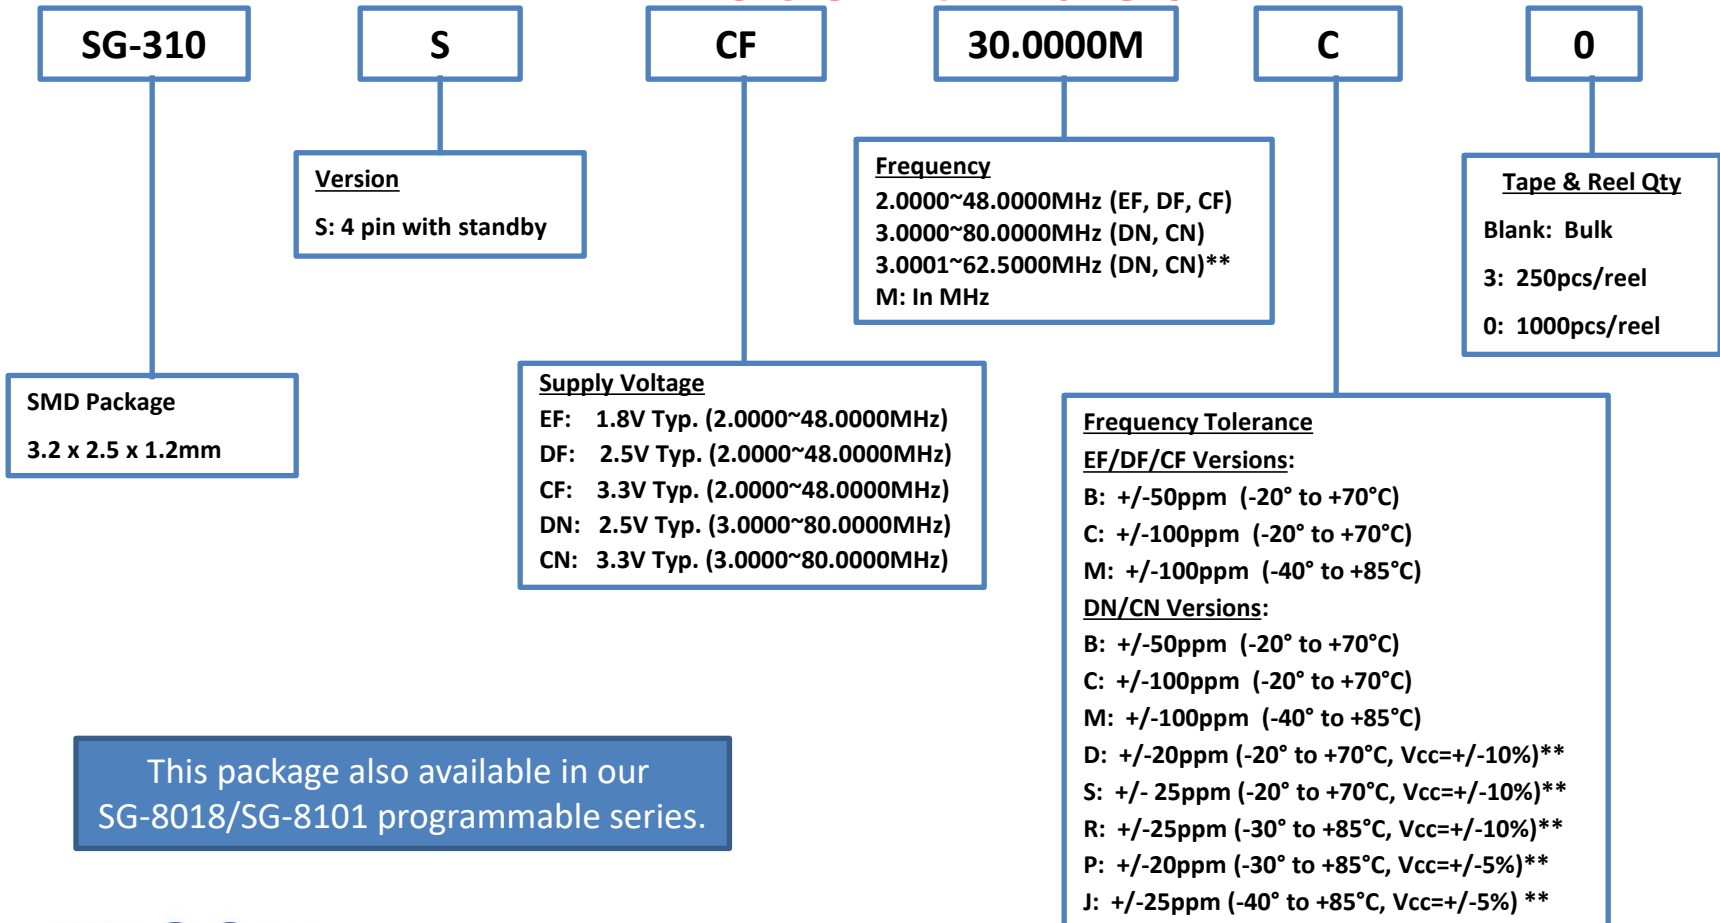 SG-310
S
CF
30.0000M
C
0
Version
S: 4 pin with standby
Frequency
2.0000~48.0000MHz (EF, DF, CF)
3.0000~80.0000MHz (DN, CN)
3.0001~62.5000MHz (DN, CN)**
M: In MHz
Tape & Reel Qty
Blank: Bulk
3: 250pcs/reel
0: 1000pcs/reel
SMD Package
3.2 x 2.5 x 1.2mm
Supply Voltage
EF: 1.8V Typ. (2.0000~48.0000MHz)
DF: 2.5V Typ. (2.0000~48.0000MHz)
CF: 3.3V Typ. (2.0000~48.0000MHz)
DN: 2.5V Typ. (3.0000~80.0000MHz)
CN: 3.3V Typ. (3.0000~80.0000MHz)
Frequency Tolerance
EF/DF/CF Versions:
B: +/-50ppm (-20° to +70°C)
C: +/-100ppm (-20° to +70°C)
M: +/-100ppm (-40° to +85°C)
DN/CN Versions:
B: +/-50ppm (-20° to +70°C)
C: +/-100ppm (-20° to +70°C)
M: +/-100ppm (-40° to +85°C)
D: +/-20ppm (-20° to +70°C, Vcc=+/-10%)**
S: +/- 25ppm (-20° to +70°C, Vcc=+/-10%)**
R: +/-25ppm (-30° to +85°C, Vcc=+/-10%)**
P: +/-20ppm (-30° to +85°C, Vcc=+/-5%)**
J: +/-25ppm (-40° to +85°C, Vcc=+/-5%) **
This package also available in our
SG-8018/SG-8101 programmable series.